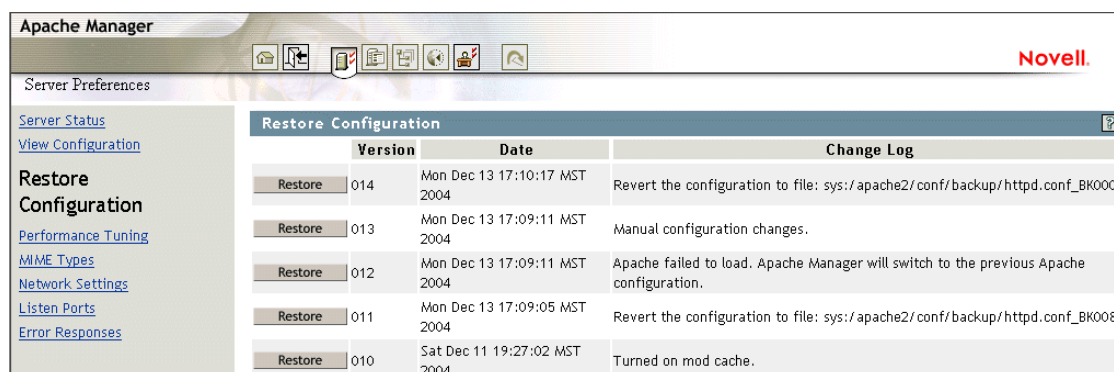 Apache Manager
Novell.
Server Preferences
Server Status
View Configuration
Restore
Configuration
Performance Tuning
MIME Types
Network Settings
Listen Ports
Error Responses
Restore Configuration
?
Version Date Change Log
Restore 014 Mon Dec 13 17:10:17 MST
2004
Revert the configuration to file: sys:/apache2/conf/backup/httpd.conf_BK000
Restore 013 Mon Dec 13 17:09:11 MST
2004
Manual configuration changes.
Restore 012 Mon Dec 13 17:09:11 MST
2004
Apache failed to load. Apache Manager will switch to the previous Apache
configuration.
Restore 011 Mon Dec 13 17:09:05 MST
2004
Revert the configuration to file: sys:/apache2/conf/backup/httpd.conf_BK008
Restore 010 Sat Dec 11 19:27:02 MST
2004
Turned on mod cache.